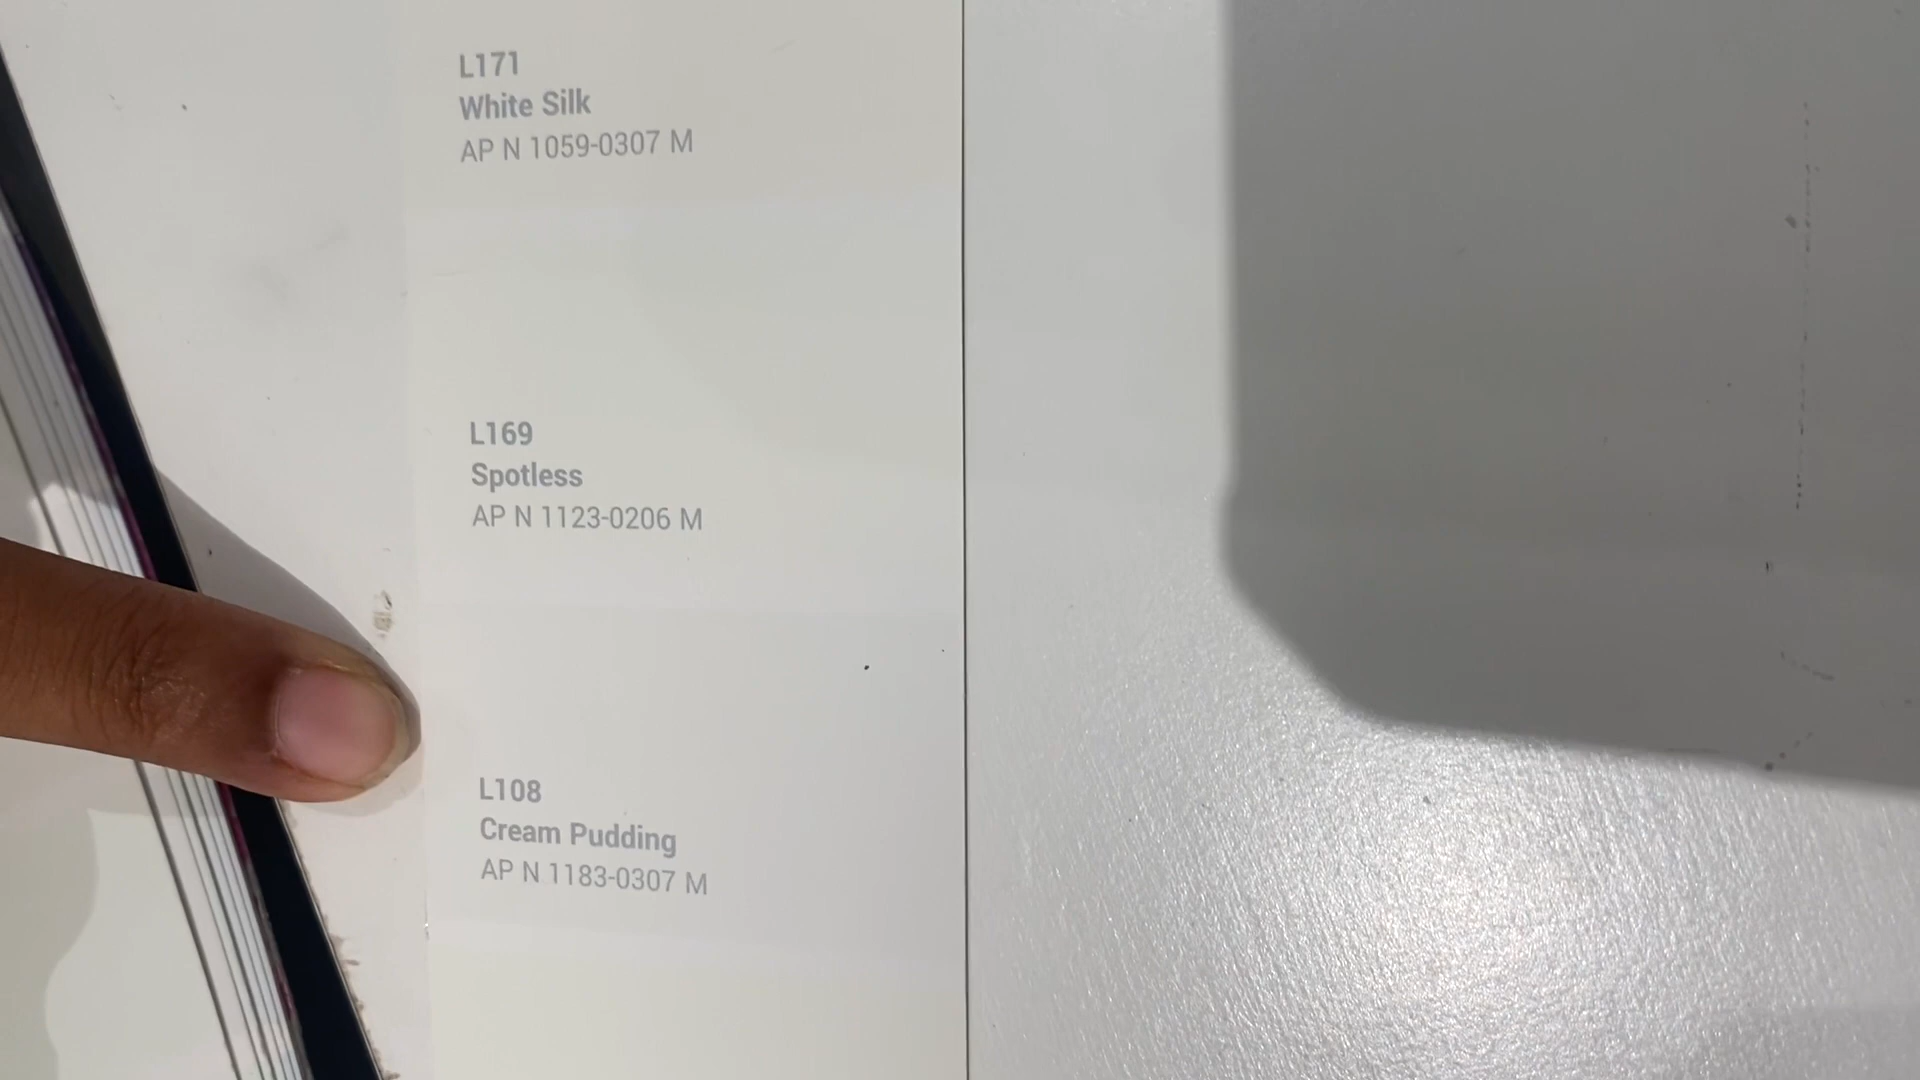 L171
White Silk
AP N 1059-0307 M
L169
Spotless
AP N 1123-0206 M
L108
Cream Pudding
AP N 1183-0307 M